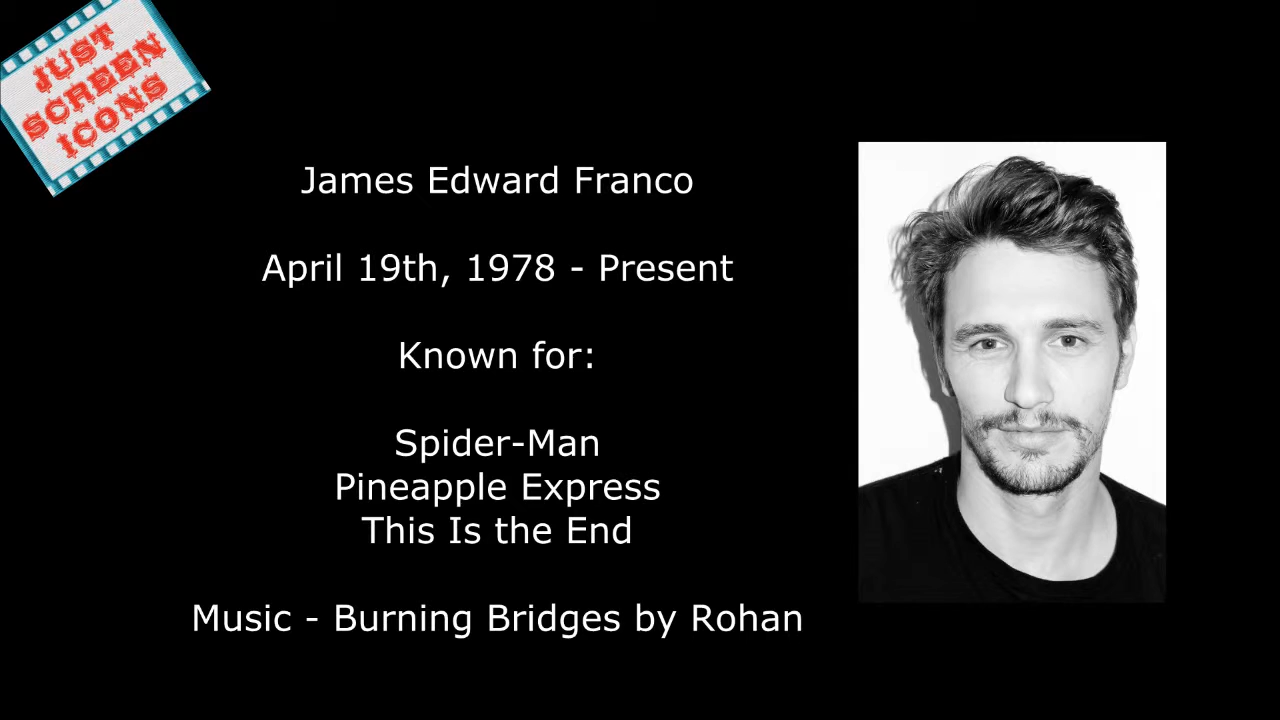 JUST
SCREEN
ICONS
James Edward Franco
April 19th, 1978 - Present
Known for:
Spider-Man
Pineapple Express
This Is the End
Music - Burning Bridges by Rohan